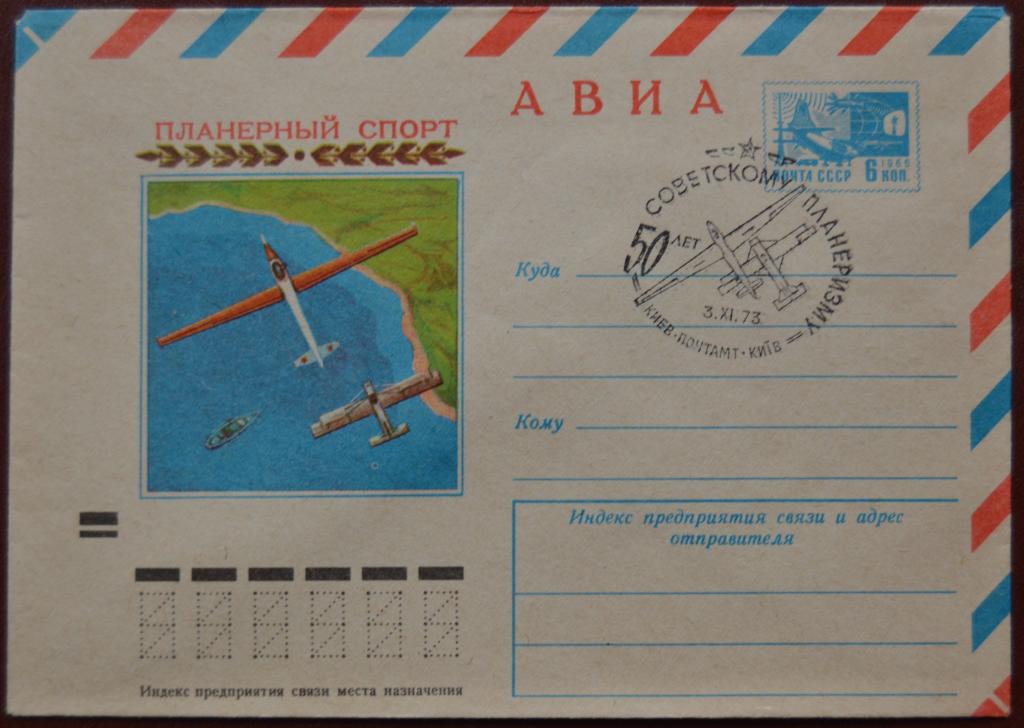 АВИА
ПЛАНЕРНЫЙ СПОРТ
1966
ПОЧТА СССР 6 КОП.
50 ЛЕТ СОВЕТСКОМУ ПЛАНЕРИЗМУ
3.XI.73
КИЕВ·ПОЧТАМТ·КИЇВ
Куда
Кому
Индекс предприятия связи и адрес
отправителя
Индекс предприятия связи места назначения